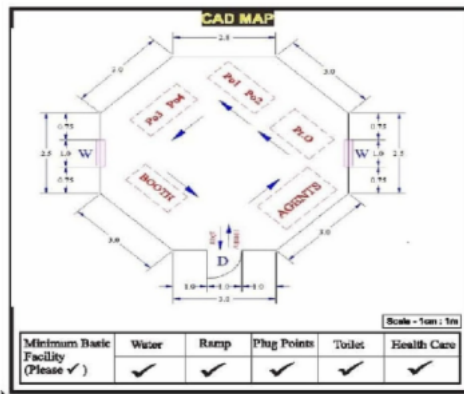 CAD MAP
2.5
3.0
3.0
Po1 Po2
Po3 Po4
Pr.O
0.75
2.5
1.0
W
0.75
0.75
W
1.0
2.5
0.75
BOOTH
AGENTS
3.0
3.0
D
1.0
1.0
1.0
3.0
Scale - 1cm : 1m
Minimum Basic Facility (Please ✓)
Water
Ramp
Plug Points
Toilet
Health Care
✓ ✓ ✓ ✓ ✓